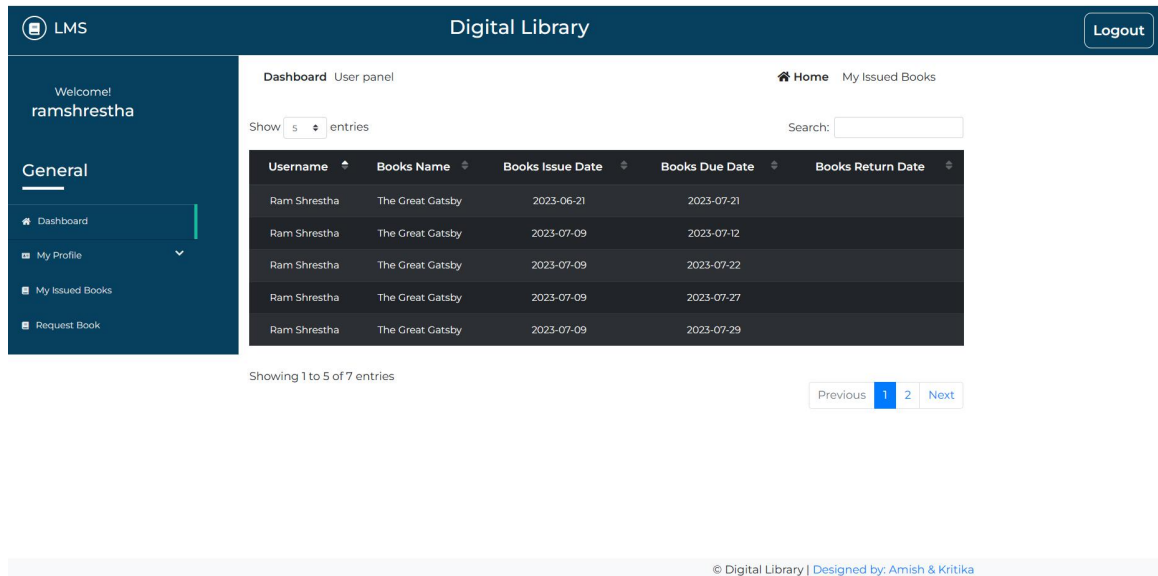 LMS Digital Library Logout
Welcome!
ramshrestha
General
Dashboard
My Profile
My Issued Books
Request Book
Dashboard User panel Home My Issued Books
Show 5 entries Search:
Username Books Name Books Issue Date Books Due Date Books Return Date
Ram Shrestha The Great Gatsby 2023-06-21 2023-07-21
Ram Shrestha The Great Gatsby 2023-07-09 2023-07-12
Ram Shrestha The Great Gatsby 2023-07-09 2023-07-22
Ram Shrestha The Great Gatsby 2023-07-09 2023-07-27
Ram Shrestha The Great Gatsby 2023-07-09 2023-07-29
Showing 1 to 5 of 7 entries
Previous 1 2 Next
© Digital Library | Designed by: Amish & Kritika